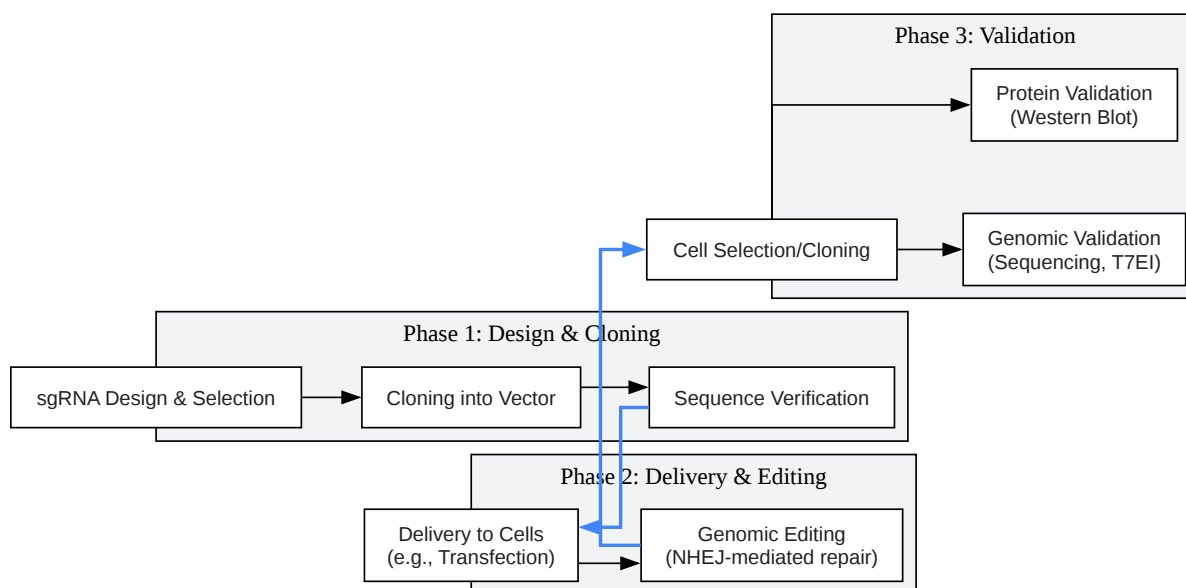 Phase 3: Validation
Protein Validation
(Western Blot)
Cell Selection/Cloning
Genomic Validation
(Sequencing, T7EI)
Phase 1: Design & Cloning
sgRNA Design & Selection
Cloning into Vector
Sequence Verification
Phase 2: Delivery & Editing
Delivery to Cells
(e.g., Transfection)
Genomic Editing
(NHEJ-mediated repair)